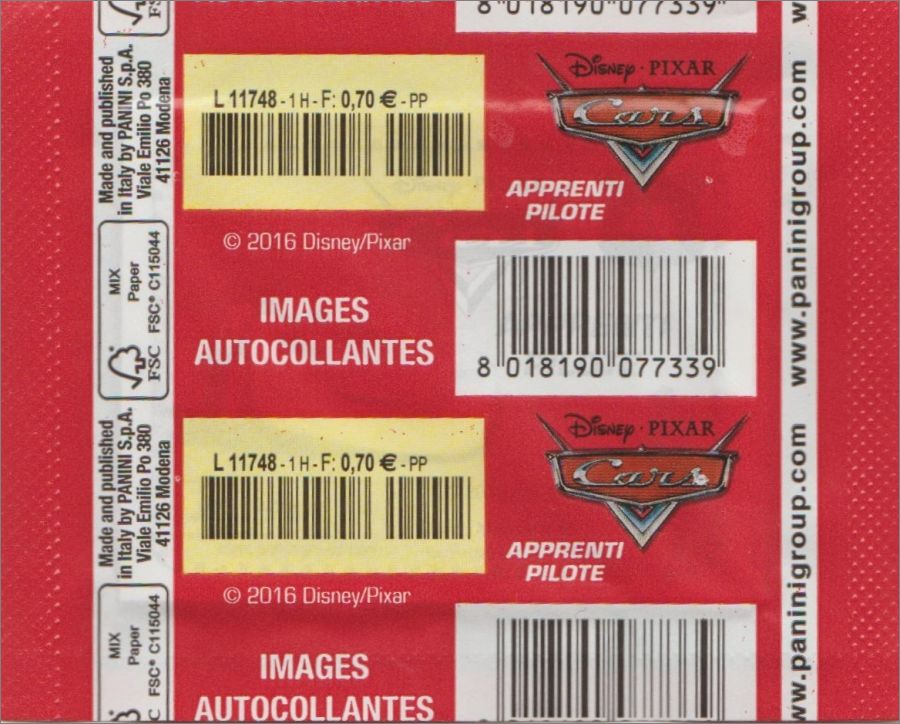 8 018190 077339
Made and published
in Italy by PANINI S.p.A.
Viale Emilio Po 380
41126 Modena
L 11748 - 1 H - F: 0,70 € - PP
Disney · PIXAR
Cars
APPRENTI
PILOTE
© 2016 Disney/Pixar
MIX
Paper
FSC® C115044
FSC
IMAGES
AUTOCOLLANTES
8 018190 077339
www.paninigroup.com
Made and published
in Italy by PANINI S.p.A.
Viale Emilio Po 380
41126 Modena
L 11748 - 1 H - F: 0,70 € - PP
Disney · PIXAR
Cars
APPRENTI
PILOTE
© 2016 Disney/Pixar
MIX
Paper
FSC® C115044
IMAGES
AUTOCOLLANTES
w.paninigroup.com